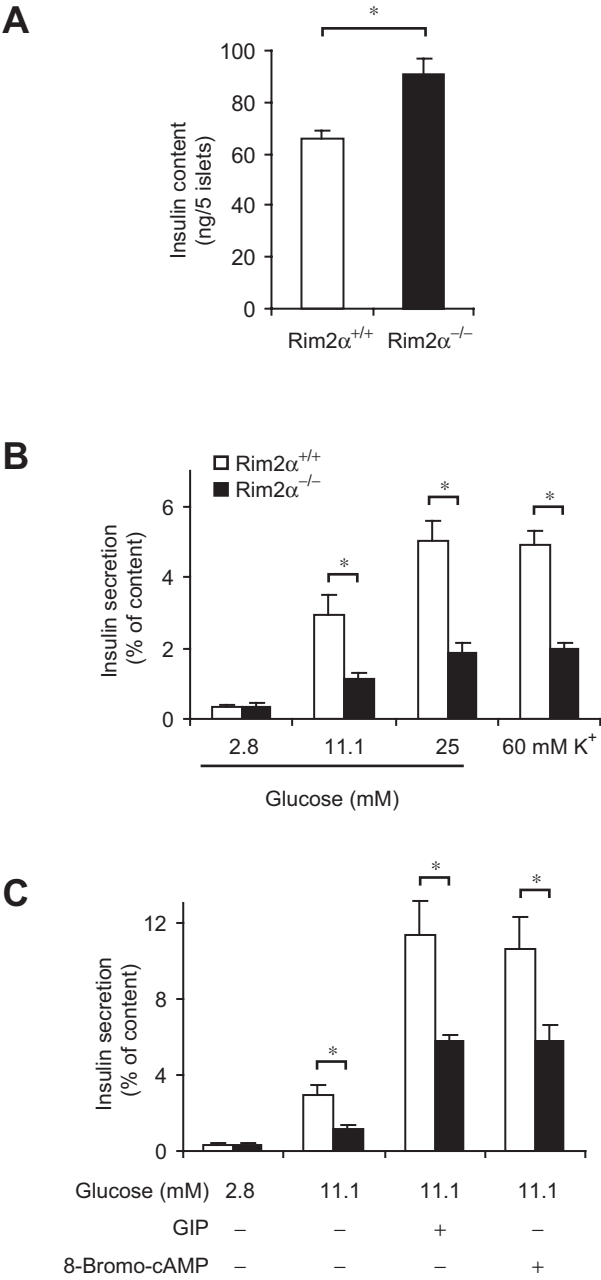 A
*
100
80
60
40
20
0
Insulin content
(ng/5 islets)
Rim2α+/+ Rim2α−/−
B
Rim2α+/+
Rim2α−/−
6
4
2
0
Insulin secretion
(% of content)
* * *
2.8 11.1 25 60 mM K+
Glucose (mM)
C
12
8
4
0
Insulin secretion
(% of content)
* * *
Glucose (mM) 2.8 11.1 11.1 11.1
GIP − − + −
8-Bromo-cAMP − − − +